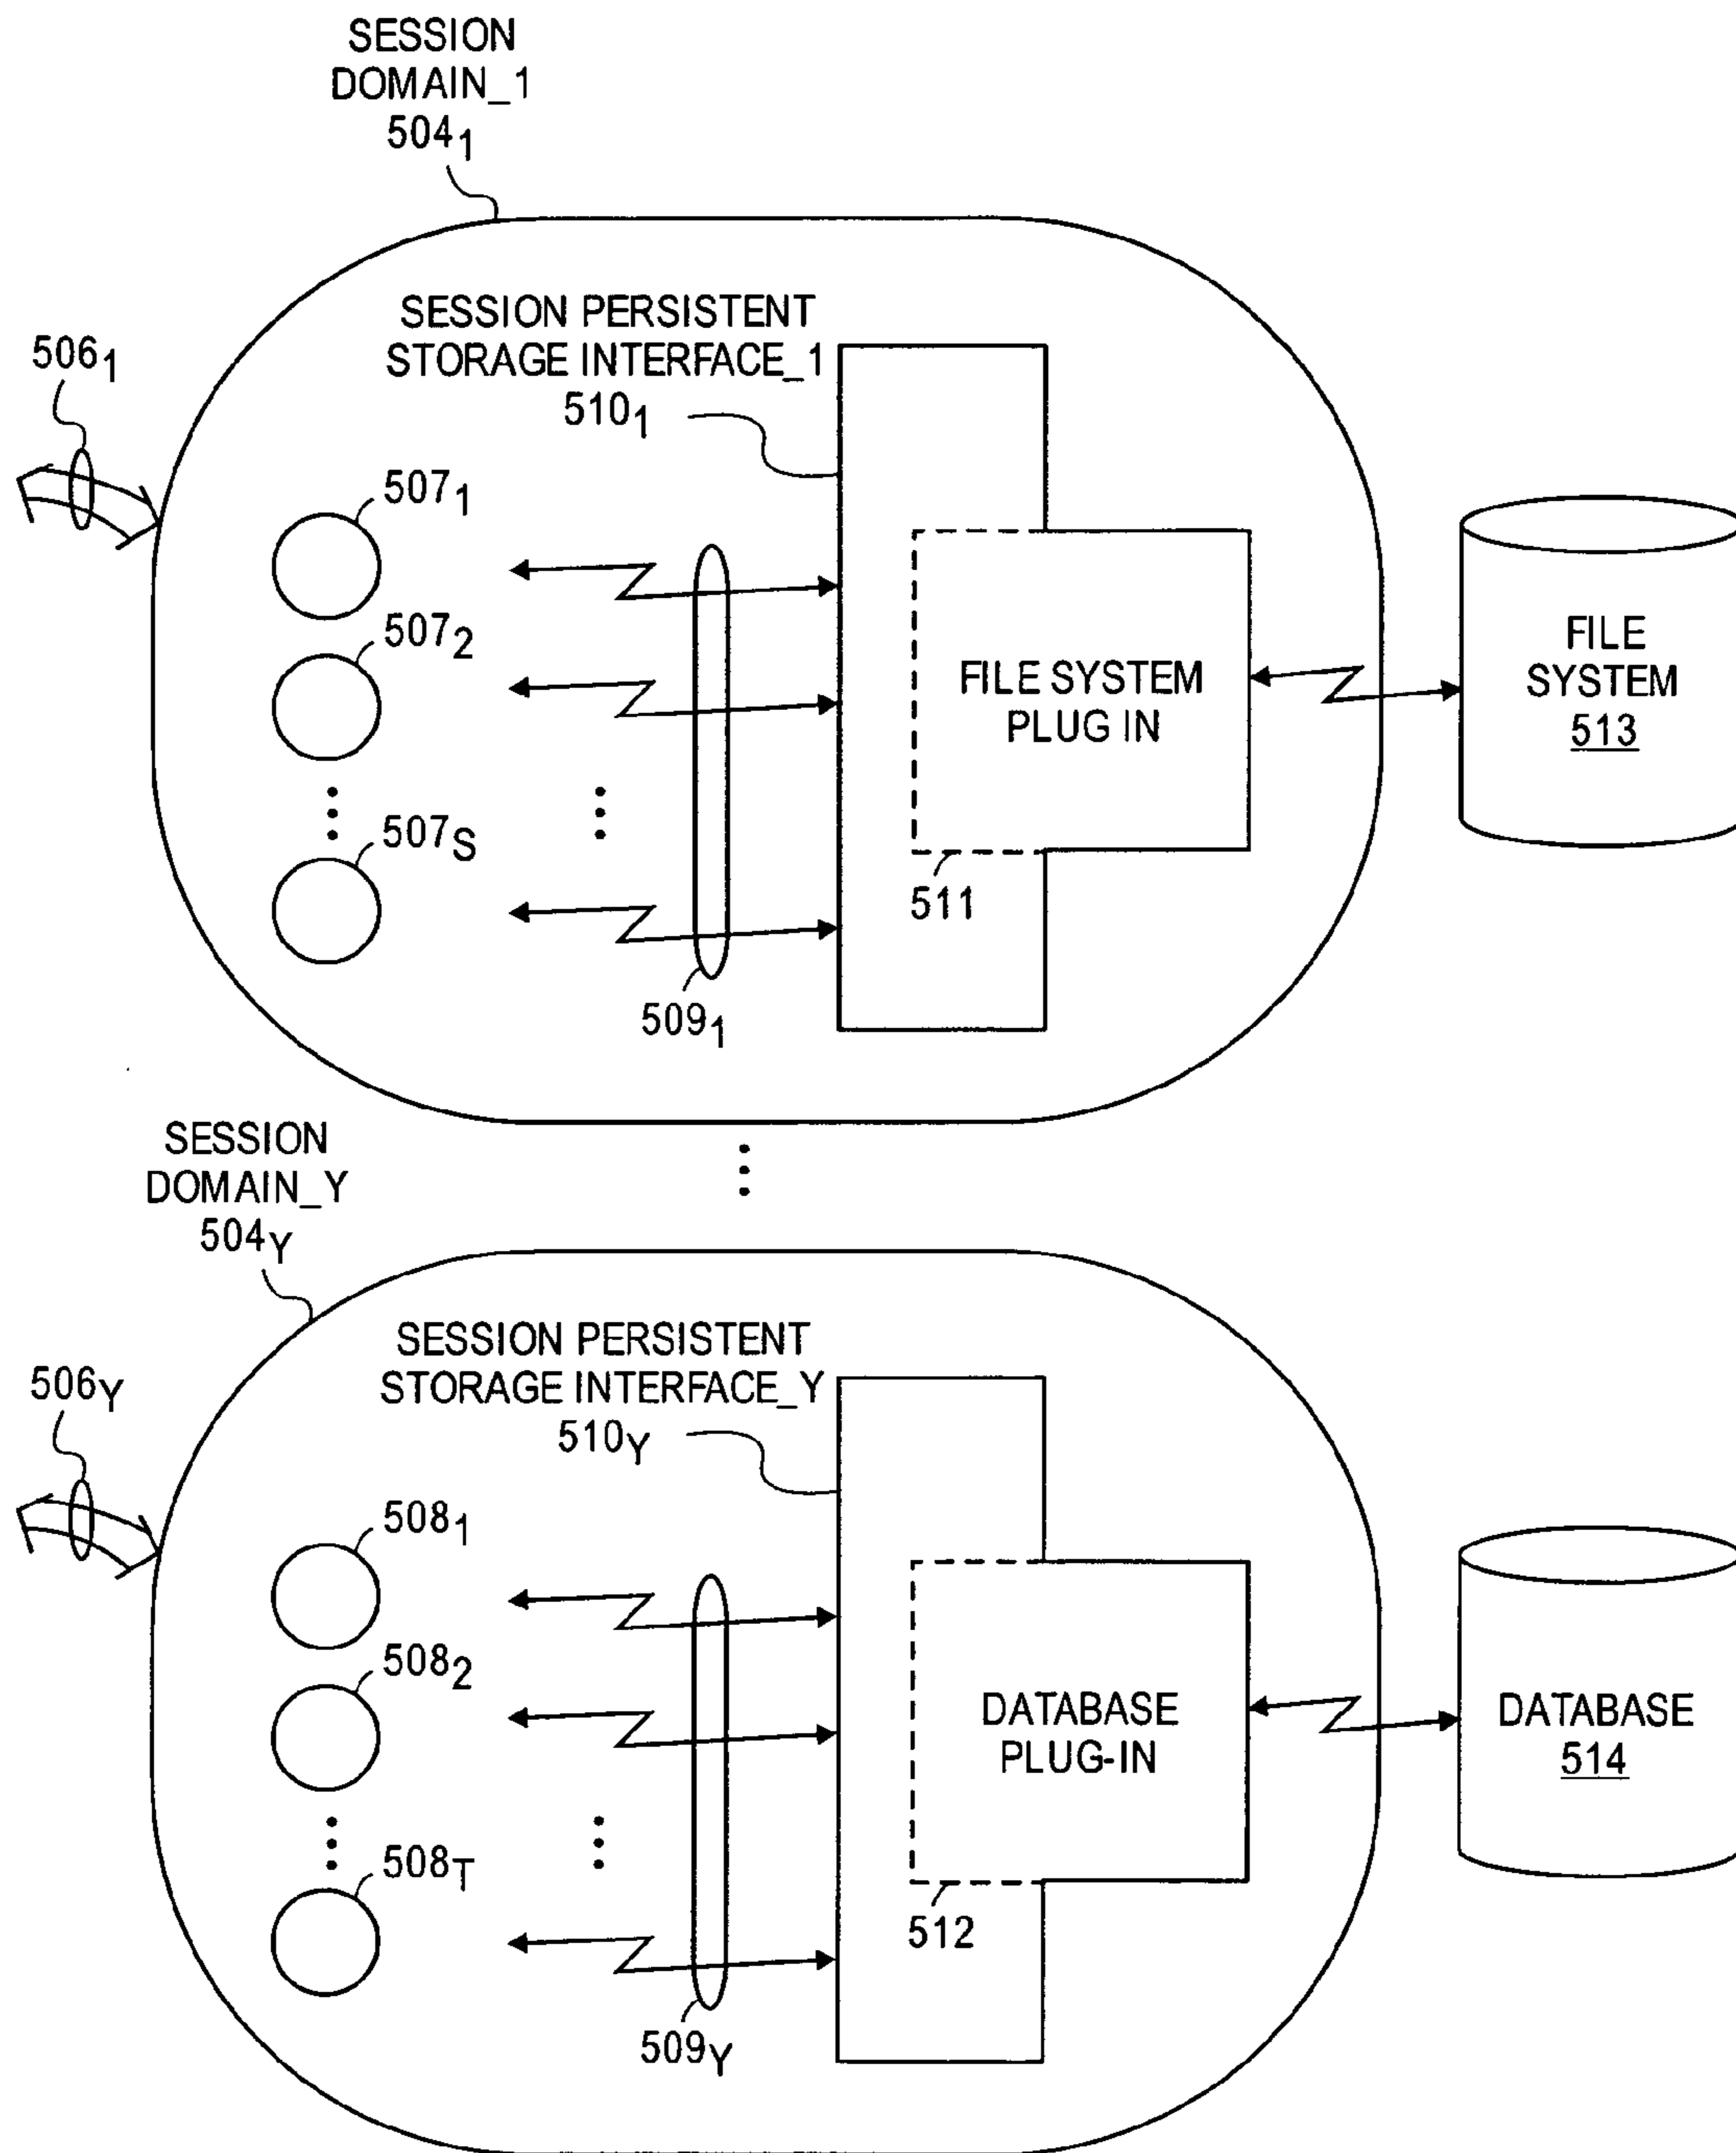 SESSION
DOMAIN_1
504₁
SESSION PERSISTENT
STORAGE INTERFACE_1
510₁
506₁
507₁
507₂
507S
509₁
FILE SYSTEM
PLUG IN
511
FILE
SYSTEM
513
SESSION
DOMAIN_Y
504Y
SESSION PERSISTENT
STORAGE INTERFACE_Y
510Y
506Y
508₁
508₂
508T
509Y
DATABASE
PLUG-IN
512
DATABASE
514